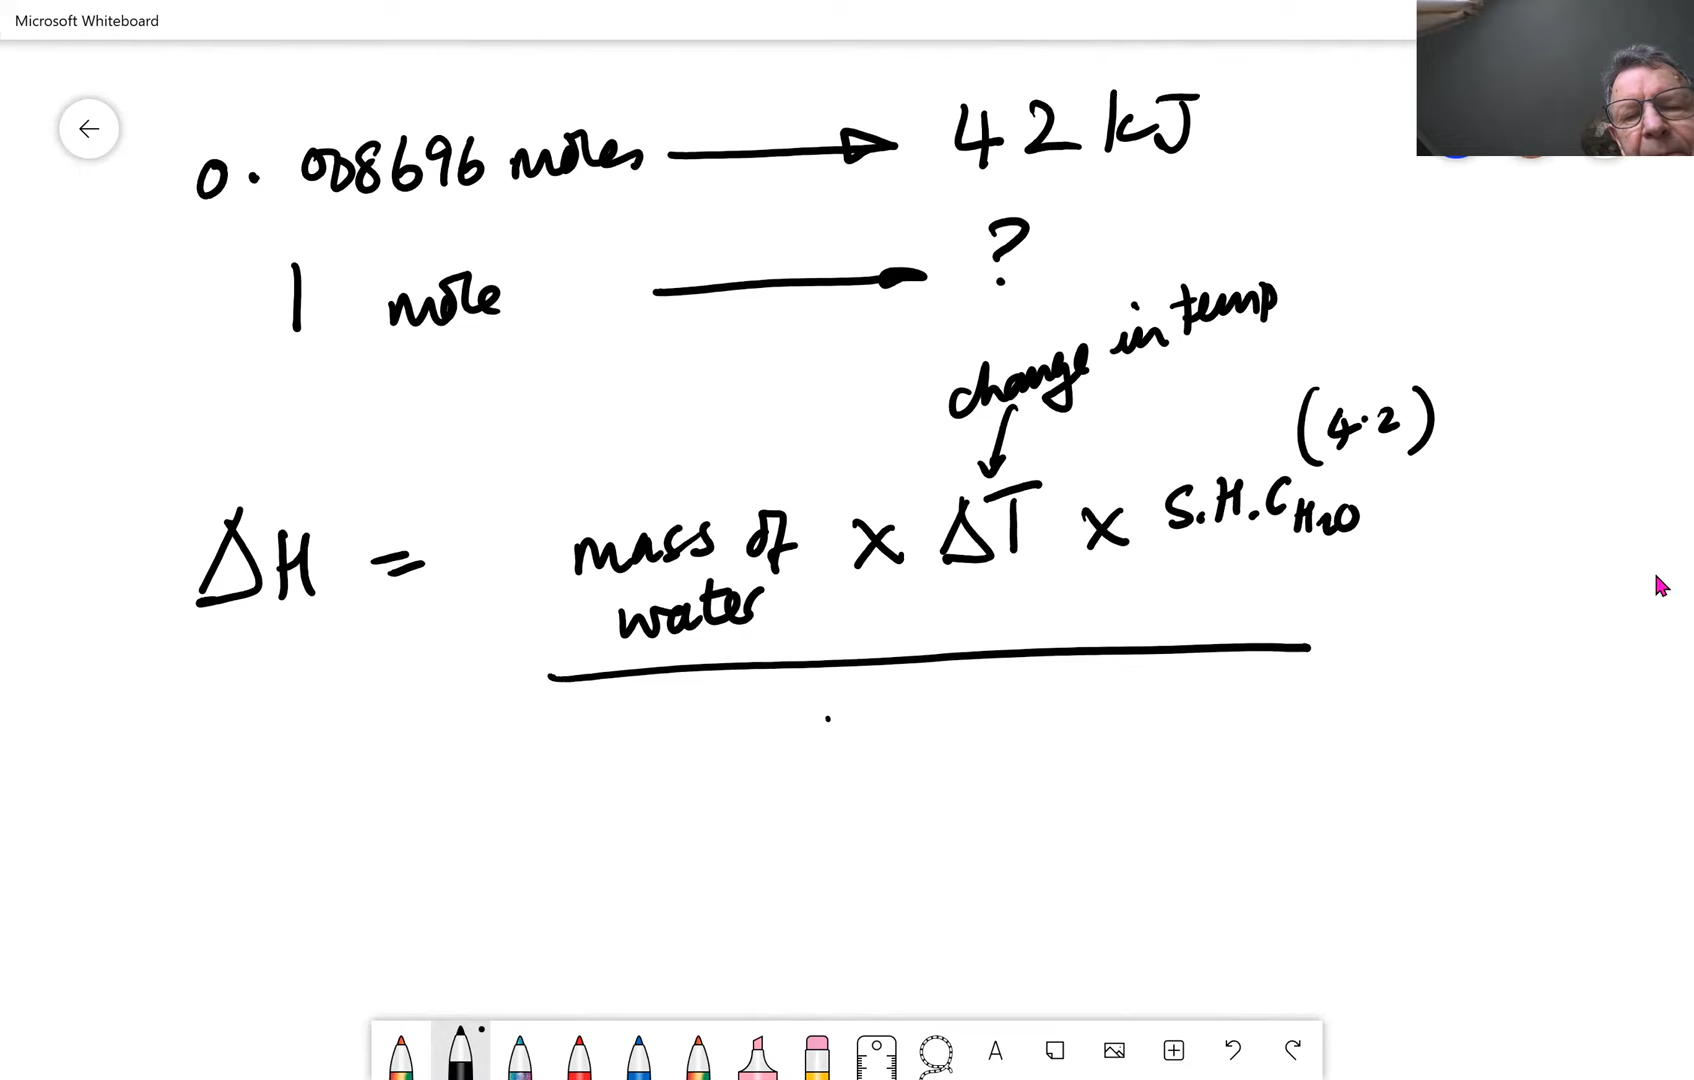 Microsoft Whiteboard
0.008696 moles → 42 kJ
1 mole → ?
change in temp
(4.2)
ΔH = mass of water x ΔT x S.H.C H2O
A